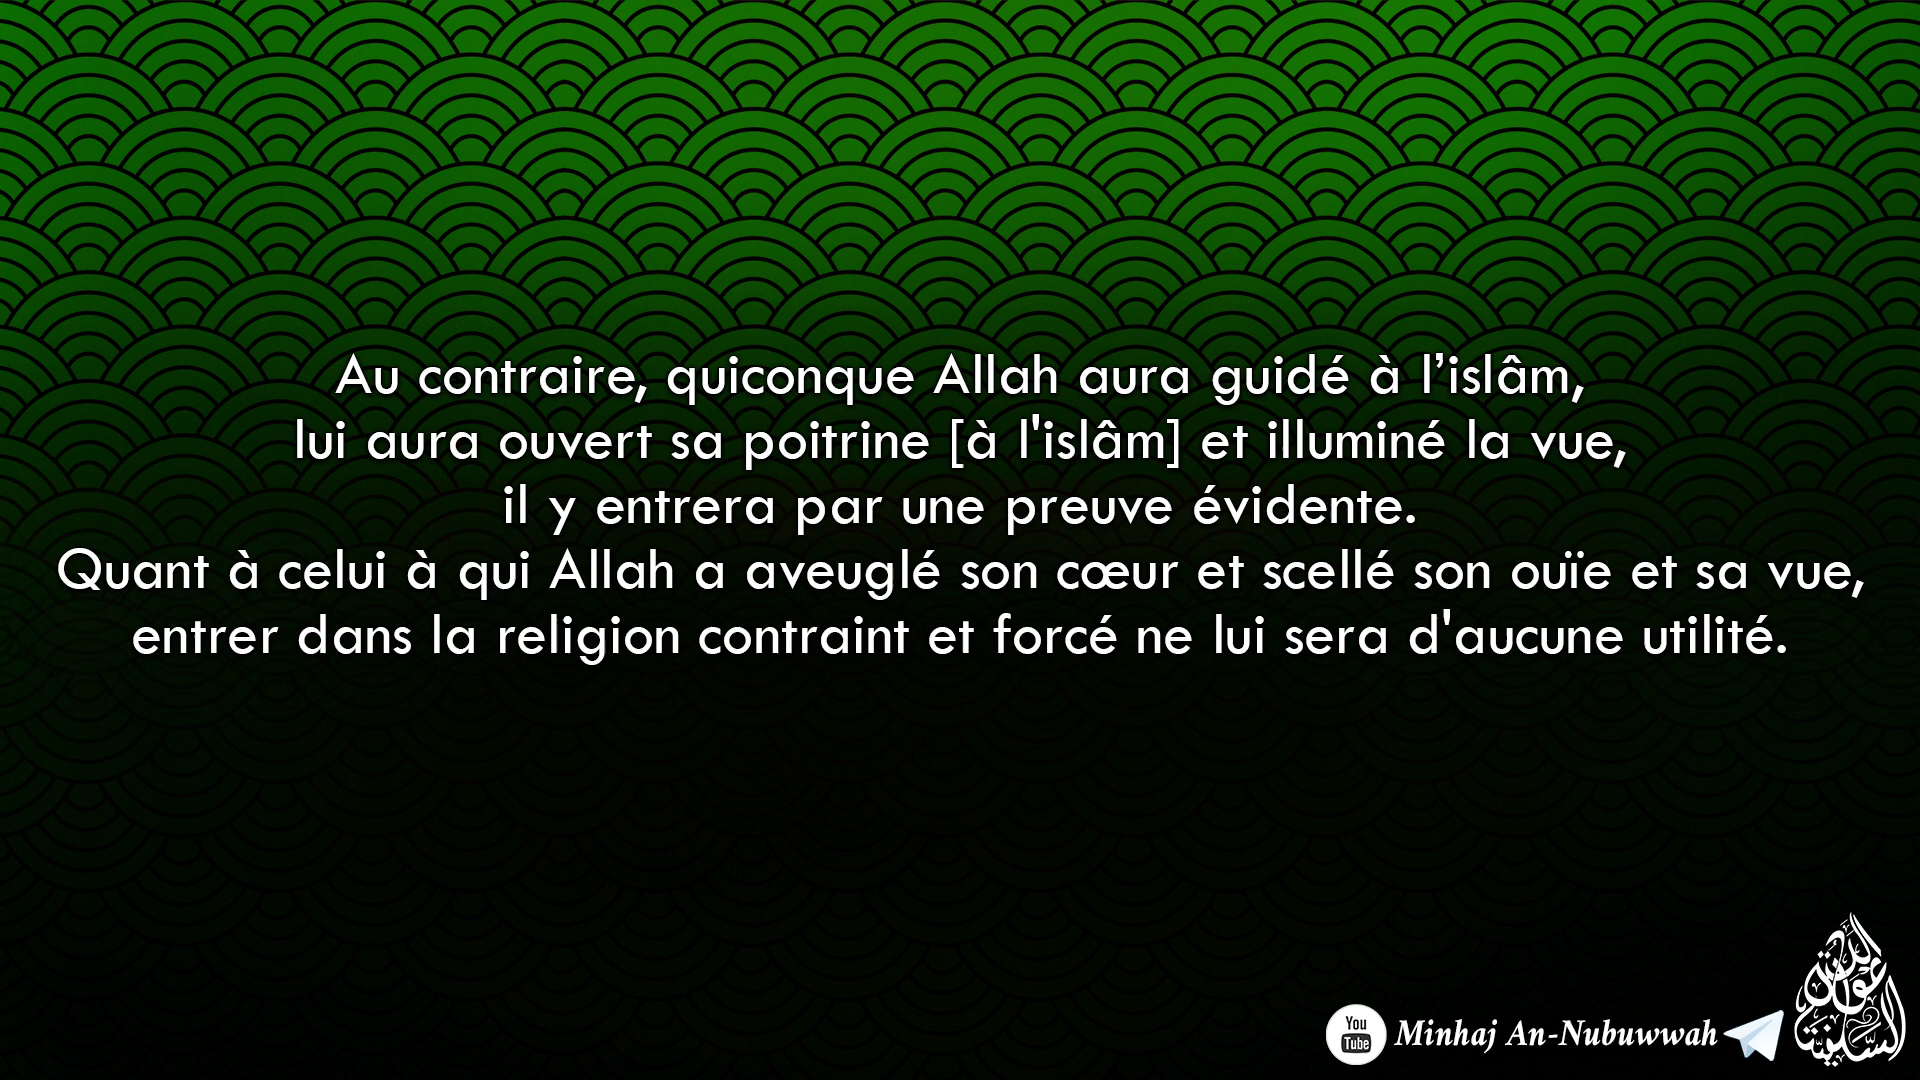 Au contraire, quiconque Allah aura guidé à l’islâm,
lui aura ouvert sa poitrine [à l'islâm] et illuminé la vue,
il y entrera par une preuve évidente.
Quant à celui à qui Allah a aveuglé son cœur et scellé son ouïe et sa vue,
entrer dans la religion contraint et forcé ne lui sera d'aucune utilité.
You
Tube
Minhaj An-Nubuwwah